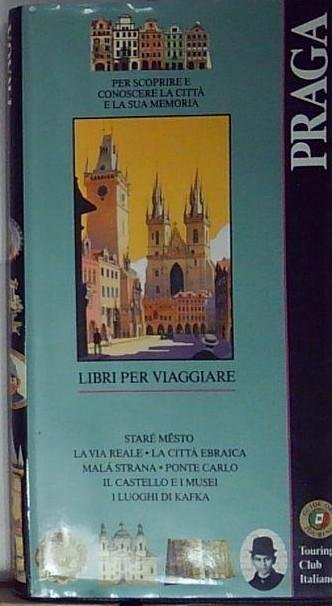 PRAGA
PER SCOPRIRE E
CONOSCERE LA CITTÀ
E LA SUA MEMORIA
LIBRI PER VIAGGIARE
STARÉ MĚSTO
LA VIA REALE • LA CITTÀ EBRAICA
MALÁ STRANA • PONTE CARLO
IL CASTELLO E I MUSEI
I LUOGHI DI KAFKA
Touring
Club
Italiano